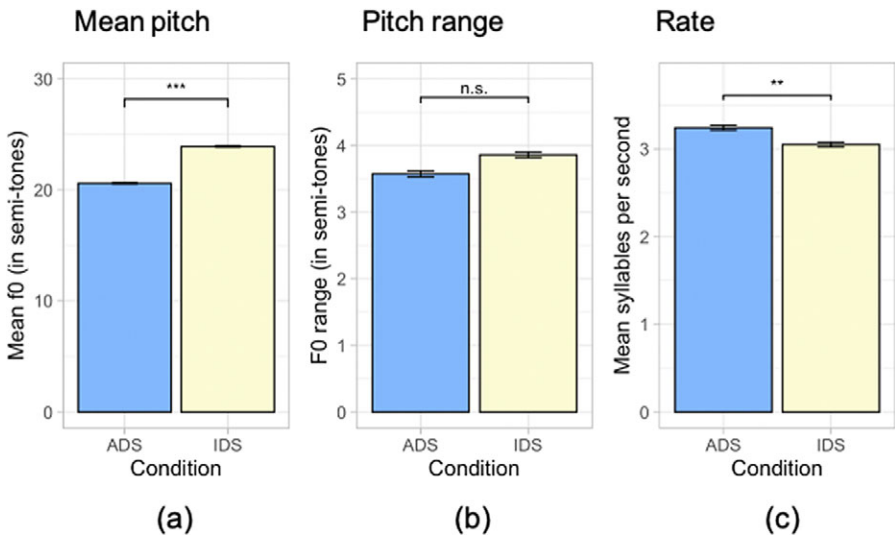 Mean pitch
Pitch range
Rate
Mean f0 (in semi-tones)
30
20
10
0
***
ADS
IDS
Condition
F0 range (in semi-tones)
5
4
3
2
1
0
n.s.
ADS
IDS
Condition
Mean syllables per second
3
2
1
0
**
ADS
IDS
Condition
(a)
(b)
(c)